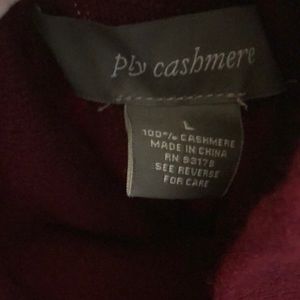 Ply cashmere
L
100% CASHMERE
MADE IN CHINA
RN 93178
SEE REVERSE
FOR CARE